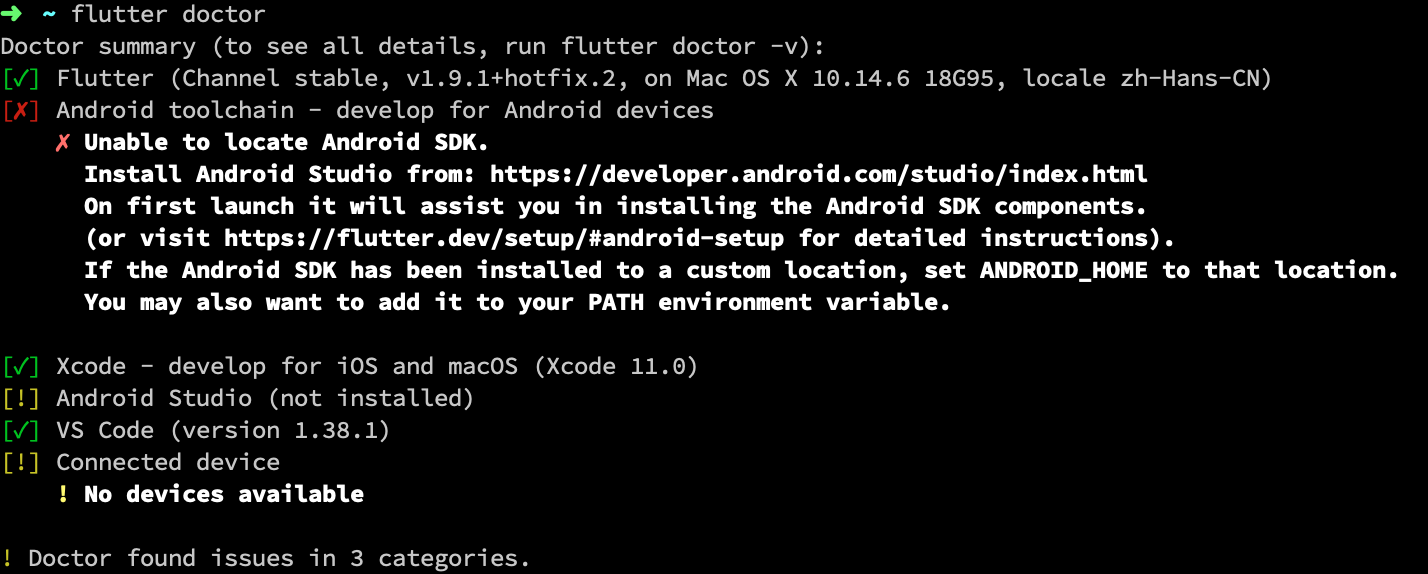 ➜ ~ flutter doctor
Doctor summary (to see all details, run flutter doctor -v):
[✓] Flutter (Channel stable, v1.9.1+hotfix.2, on Mac OS X 10.14.6 18G95, locale zh-Hans-CN)
[✗] Android toolchain - develop for Android devices
✗ Unable to locate Android SDK.
Install Android Studio from: https://developer.android.com/studio/index.html
On first launch it will assist you in installing the Android SDK components.
(or visit https://flutter.dev/setup/#android-setup for detailed instructions).
If the Android SDK has been installed to a custom location, set ANDROID_HOME to that location.
You may also want to add it to your PATH environment variable.
[✓] Xcode - develop for iOS and macOS (Xcode 11.0)
[!] Android Studio (not installed)
[✓] VS Code (version 1.38.1)
[!] Connected device
! No devices available
! Doctor found issues in 3 categories.